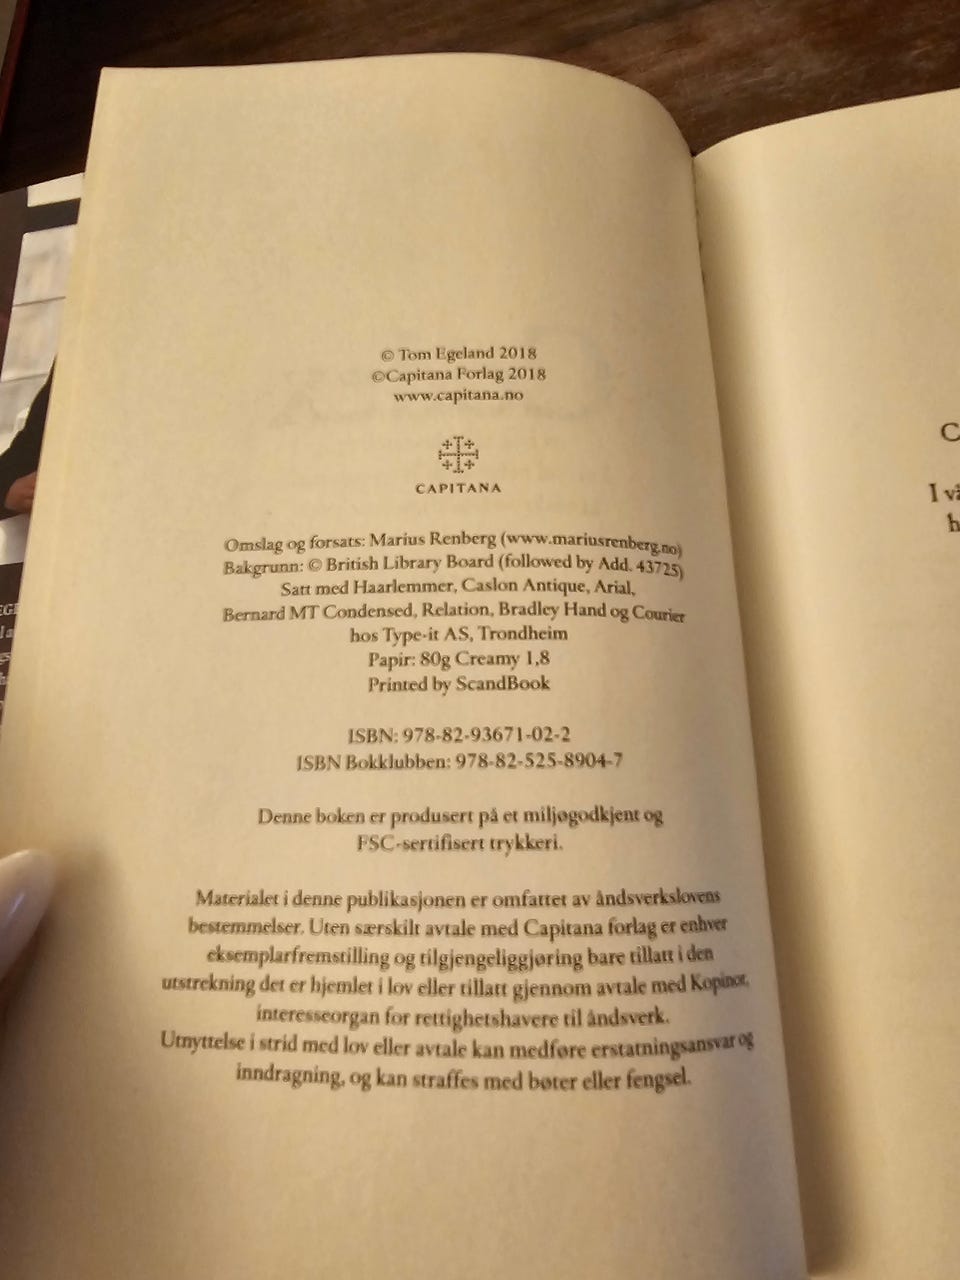 © Tom Egeland 2018
©Capitana Forlag 2018
www.capitana.no
CAPITANA
Omslag og forsats: Marius Renberg (www.mariusrenberg.no)
Bakgrunn: © British Library Board (followed by Add. 43725)
Satt med Haarlemmer, Caslon Antique, Arial,
Bernard MT Condensed, Relation, Bradley Hand og Courier
hos Type-it AS, Trondheim
Papir: 80g Creamy 1,8
Printed by ScandBook
ISBN: 978-82-93671-02-2
ISBN Bokklubben: 978-82-525-8904-7
Denne boken er produsert på et miljøgodkjent og
FSC-sertifisert trykkeri.
Materialet i denne publikasjonen er omfattet av åndsverkslovens
bestemmelser. Uten særskilt avtale med Capitana forlag er enhver
eksemplarfremstilling og tilgjengeliggjøring bare tillatt i den
utstrekning det er hjemlet i lov eller tillatt gjennom avtale med Kopinor,
interesseorgan for rettighetshavere til åndsverk.
Utnyttelse i strid med lov eller avtale kan medføre erstatningsansvar og
inndragning, og kan straffes med bøter eller fengsel.
I